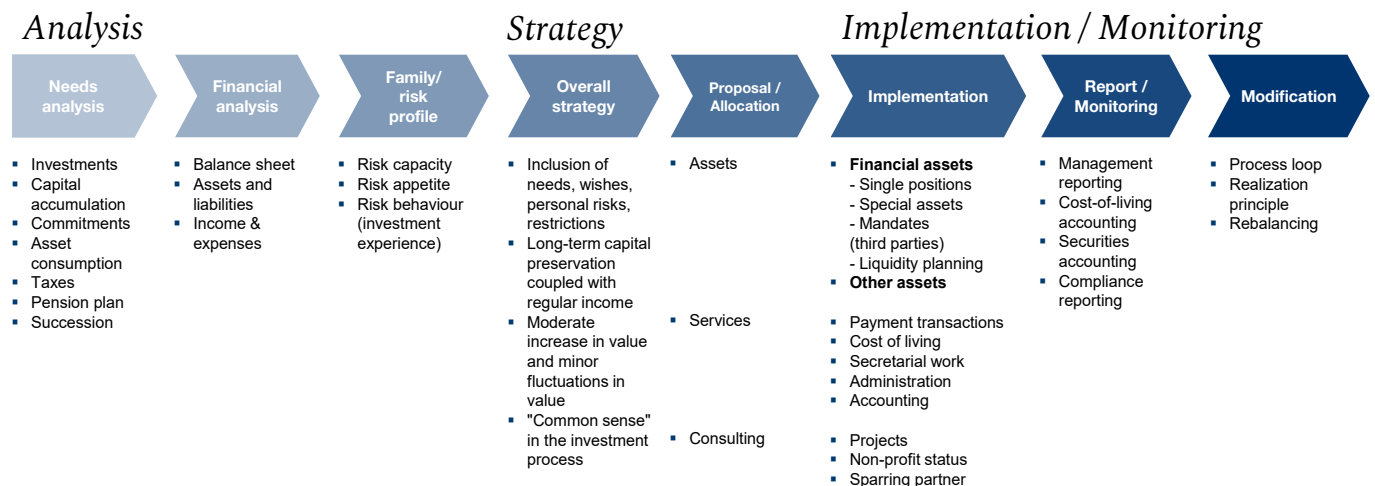 Analysis
Strategy
Implementation / Monitoring
Needs
analysis
Financial
analysis
Family/
risk
profile
Overall
strategy
Proposal /
Allocation
Implementation
Report /
Monitoring
Modification
▪ Investments
▪ Capital
accumulation
▪ Commitments
▪ Asset
consumption
▪ Taxes
▪ Pension plan
▪ Succession
▪ Balance sheet
▪ Assets and
liabilities
▪ Income &
expenses
▪ Risk capacity
▪ Risk appetite
▪ Risk behaviour
(investment
experience)
▪ Inclusion of
needs, wishes,
personal risks,
restrictions
▪ Long-term capital
preservation
coupled with
regular income
▪ Moderate
increase in value
and minor
fluctuations in
value
▪ "Common sense"
in the investment
process
▪ Assets
▪ Services
▪ Consulting
▪ Financial assets
- Single positions
- Special assets
- Mandates
(third parties)
- Liquidity planning
▪ Other assets
▪ Payment transactions
▪ Cost of living
▪ Secretarial work
▪ Administration
▪ Accounting
▪ Projects
▪ Non-profit status
▪ Sparring partner
▪ Management
reporting
▪ Cost-of-living
accounting
▪ Securities
accounting
▪ Compliance
reporting
▪ Process loop
▪ Realization
principle
▪ Rebalancing